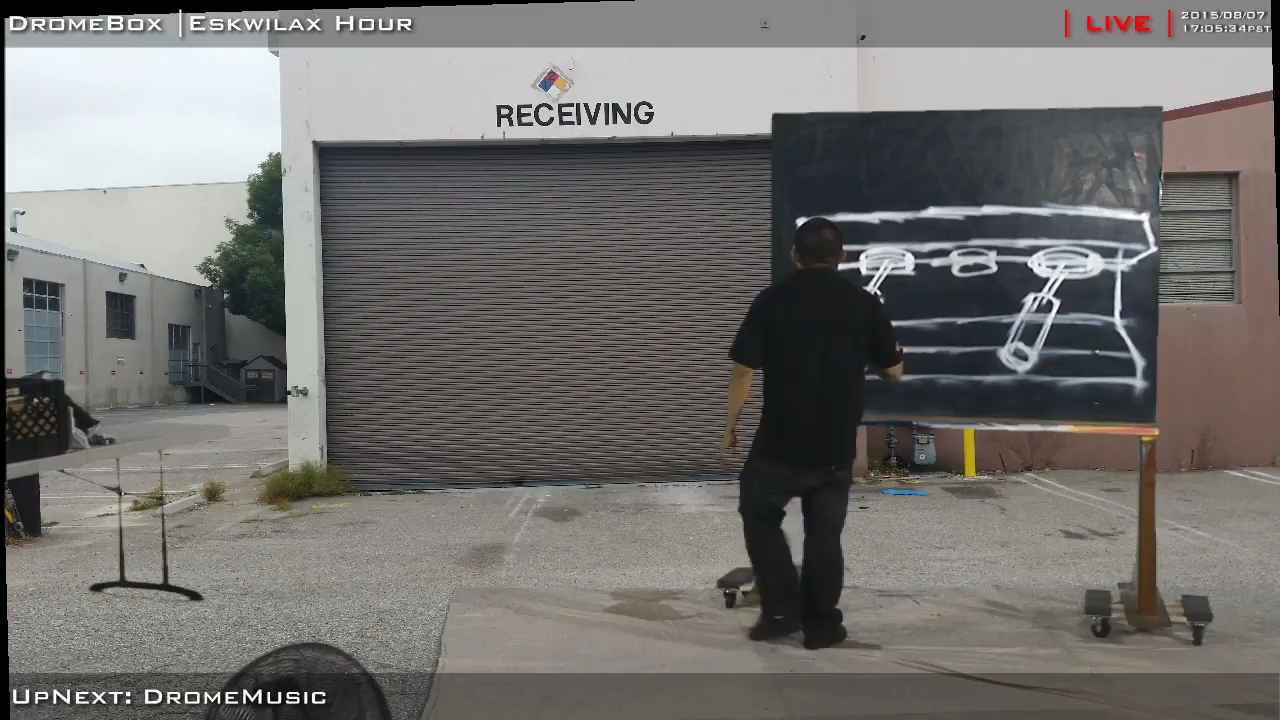 DromeBox |Eskwilax Hour
| LIVE |
2015/08/07
17:05:34PST
RECEIVING
UpNext: DromeMusic